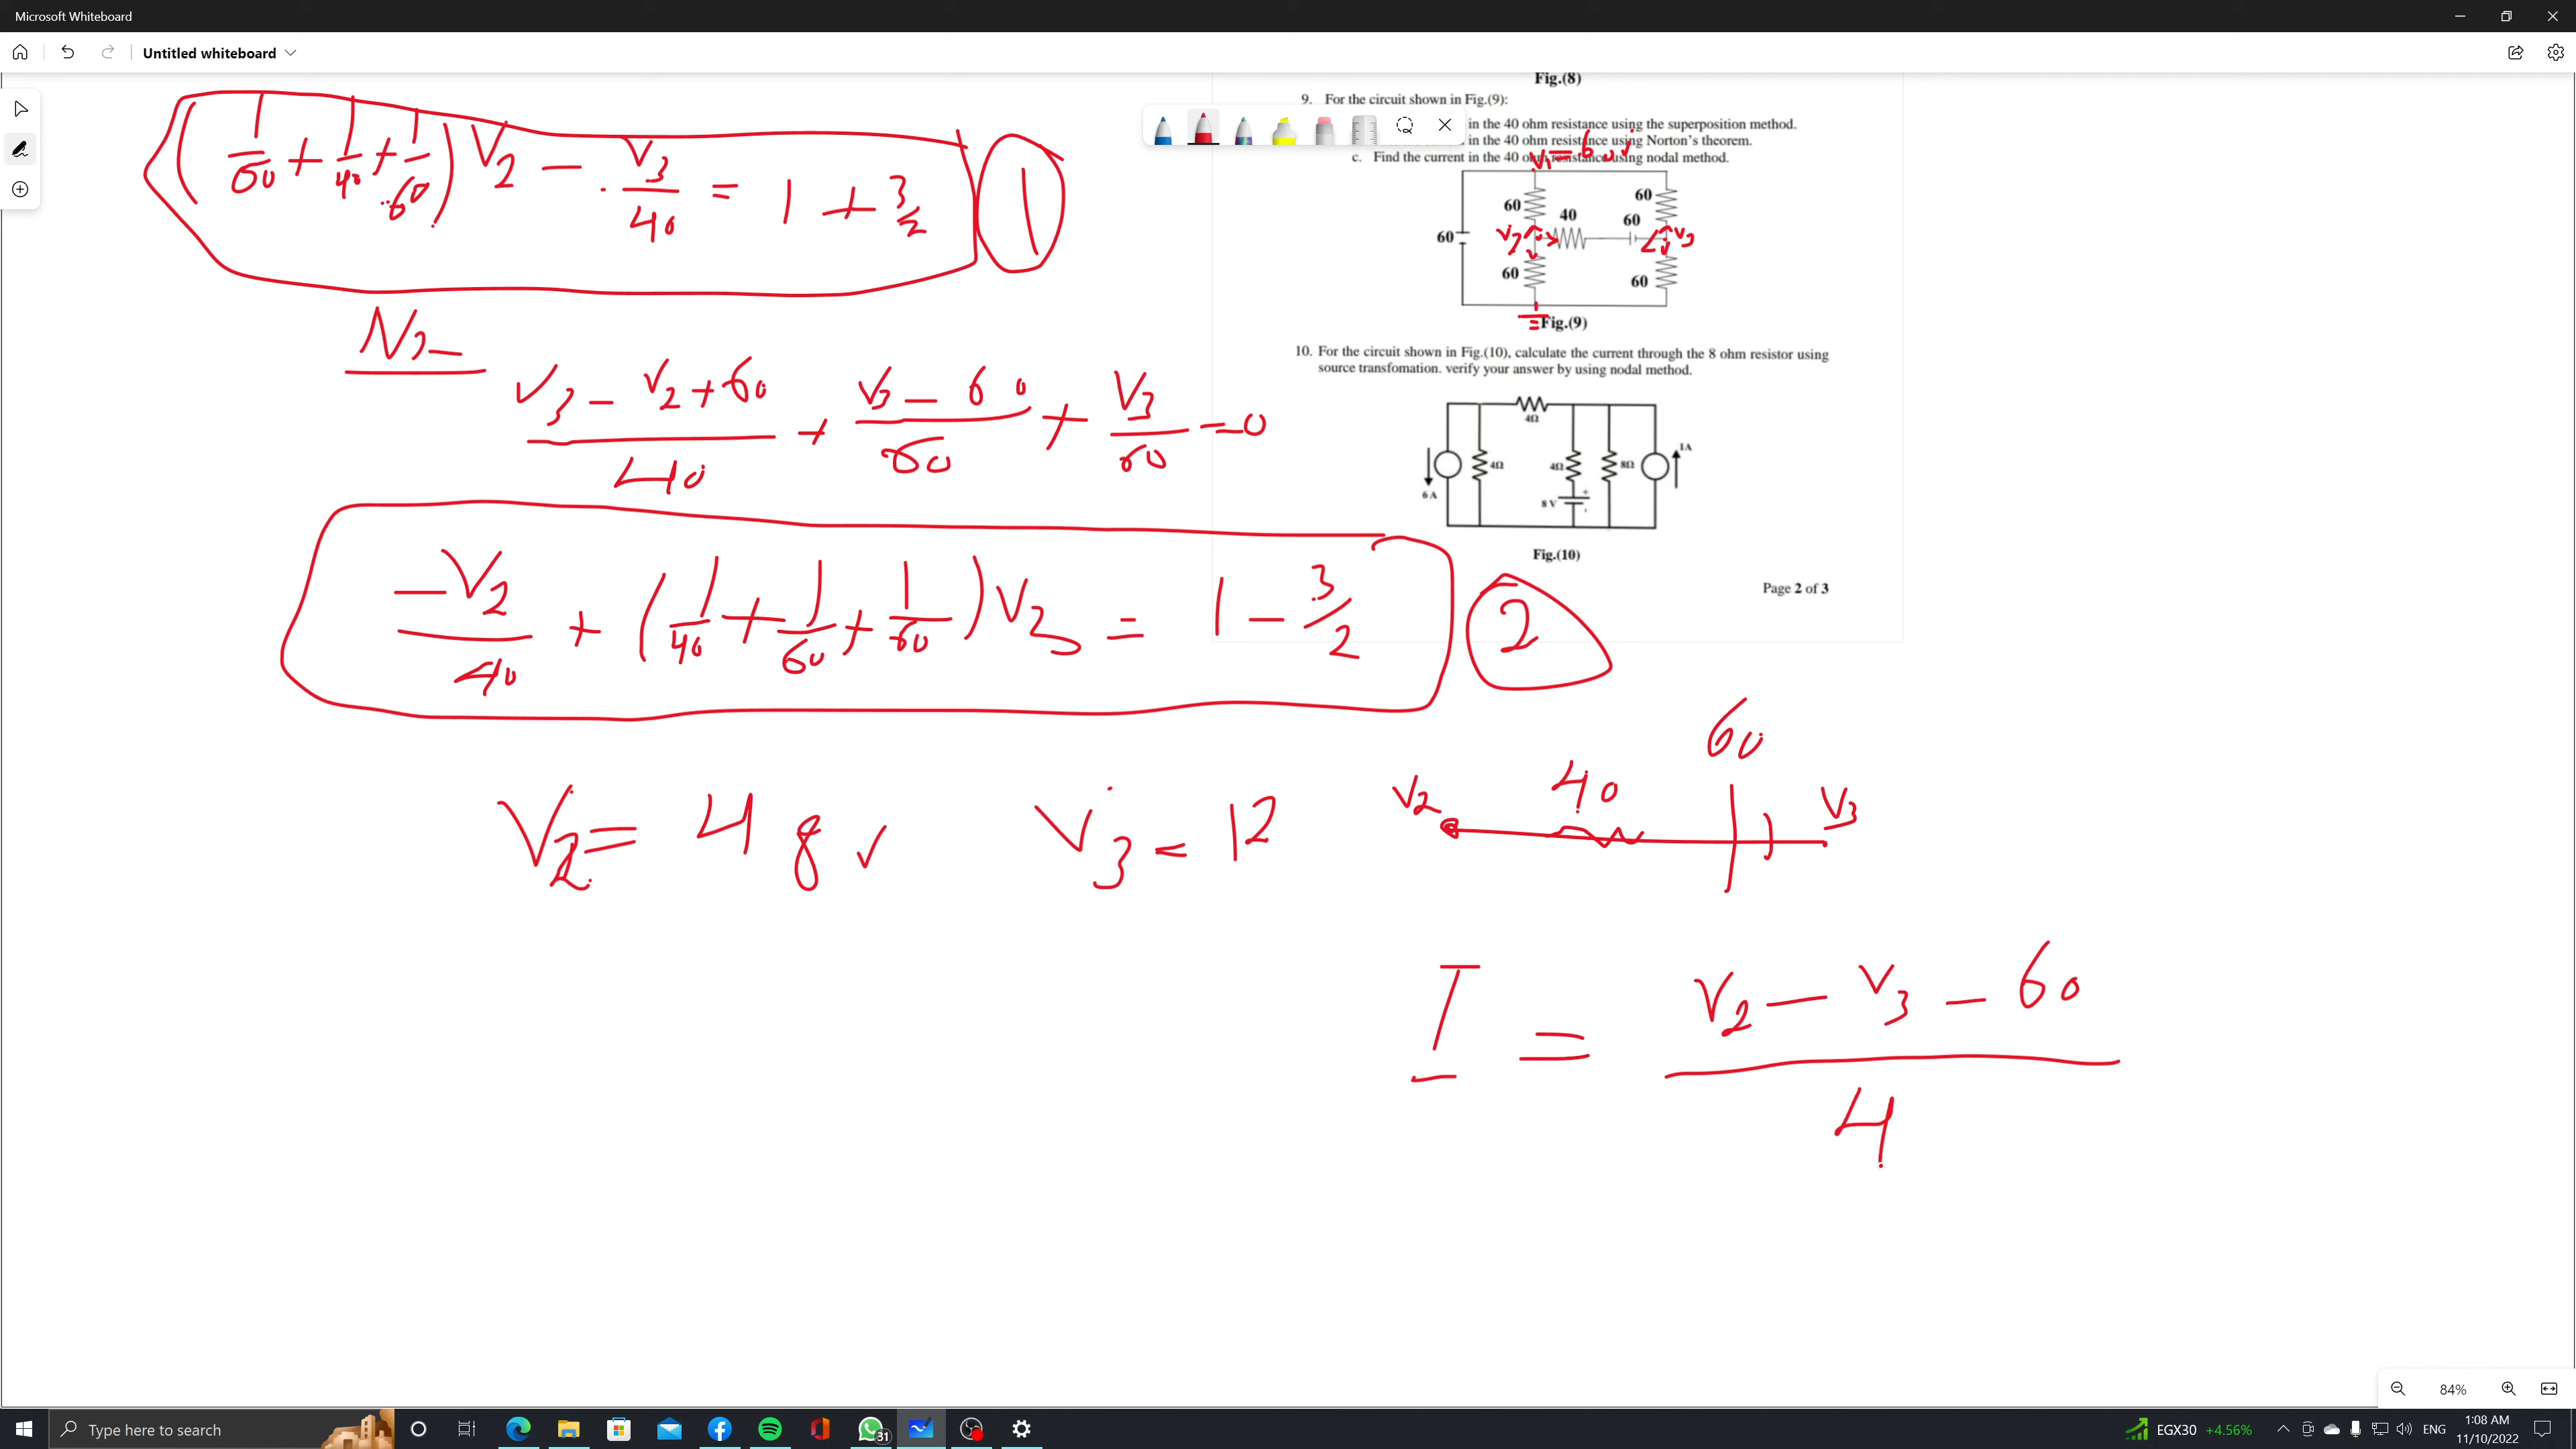 Microsoft Whiteboard
Untitled whiteboard
Fig.(8)
9. For the circuit shown in Fig.(9):
in the 40 ohm resistance using the superposition method.
in the 40 ohm resistance using Norton's theorem.
c. Find the current in the 40 ohm resistance using nodal method.
V1 = 60 V
60
60
60
40
60
V2
V3
60
60
Fig.(9)
10. For the circuit shown in Fig.(10), calculate the current through the 8 ohm resistor using
source transfomation. verify your answer by using nodal method.
4Ω
6 A
4Ω
4Ω
8 V
+
-
8Ω
1A
Fig.(10)
Page 2 of 3
(1/60 + 1/40 + 1/60) V2 - V3/40 = 1 + 3/2
1
N2
(V3 - V2 + 60)/40 + (V3 - 60)/60 + V3/60 = 0
-V2/40 + (1/40 + 1/60 + 1/60) V3 = 1 - 3/2
2
V2 = 48 V3 = 12
V2 40 60 V3
I = (V2 - V3 - 60)/4
84%
Type here to search
31
EGX30 +4.56%
ENG
1:08 AM
11/10/2022